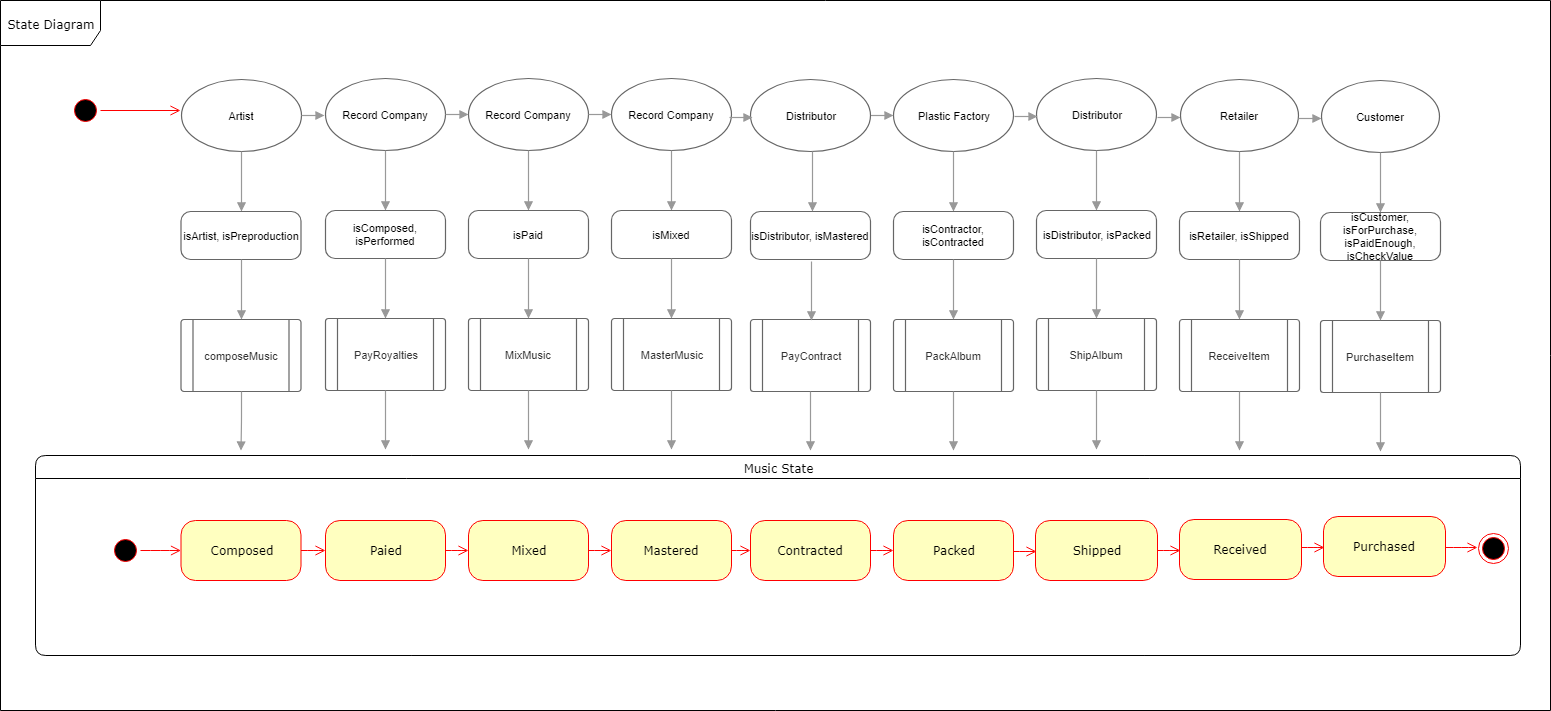 State Diagram
Artist
Record Company
Record Company
Record Company
Distributor
Plastic Factory
Distributor
Retailer
Customer
isArtist, isPreproduction
isComposed,
isPerformed
isPaid
isMixed
isDistributor, isMastered
isContractor,
isContracted
isDistributor, isPacked
isRetailer, isShipped
isCustomer,
isForPurchase,
isPaidEnough,
isCheckValue
composeMusic
PayRoyalties
MixMusic
MasterMusic
PayContract
PackAlbum
ShipAlbum
ReceiveItem
PurchaseItem
Music State
Composed
Paied
Mixed
Mastered
Contracted
Packed
Shipped
Received
Purchased